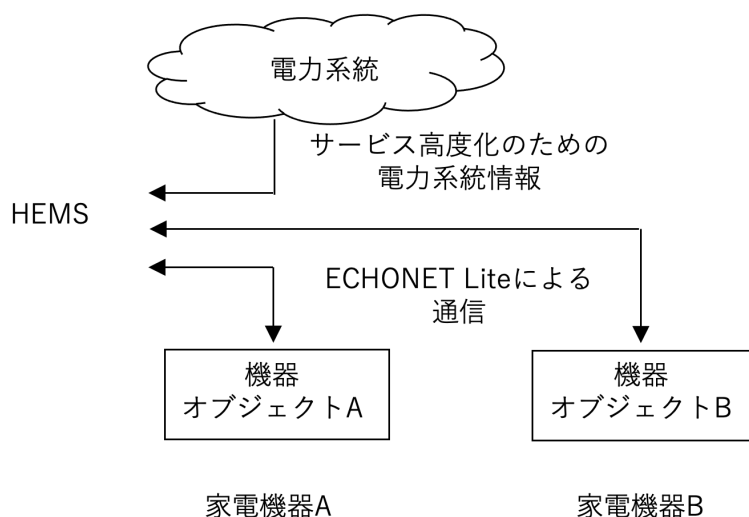 電力系統
サービス高度化のための
電力系統情報
HEMS
ECHONET Liteによる
通信
機器
オブジェクトA
機器
オブジェクトB
家電機器A
家電機器B